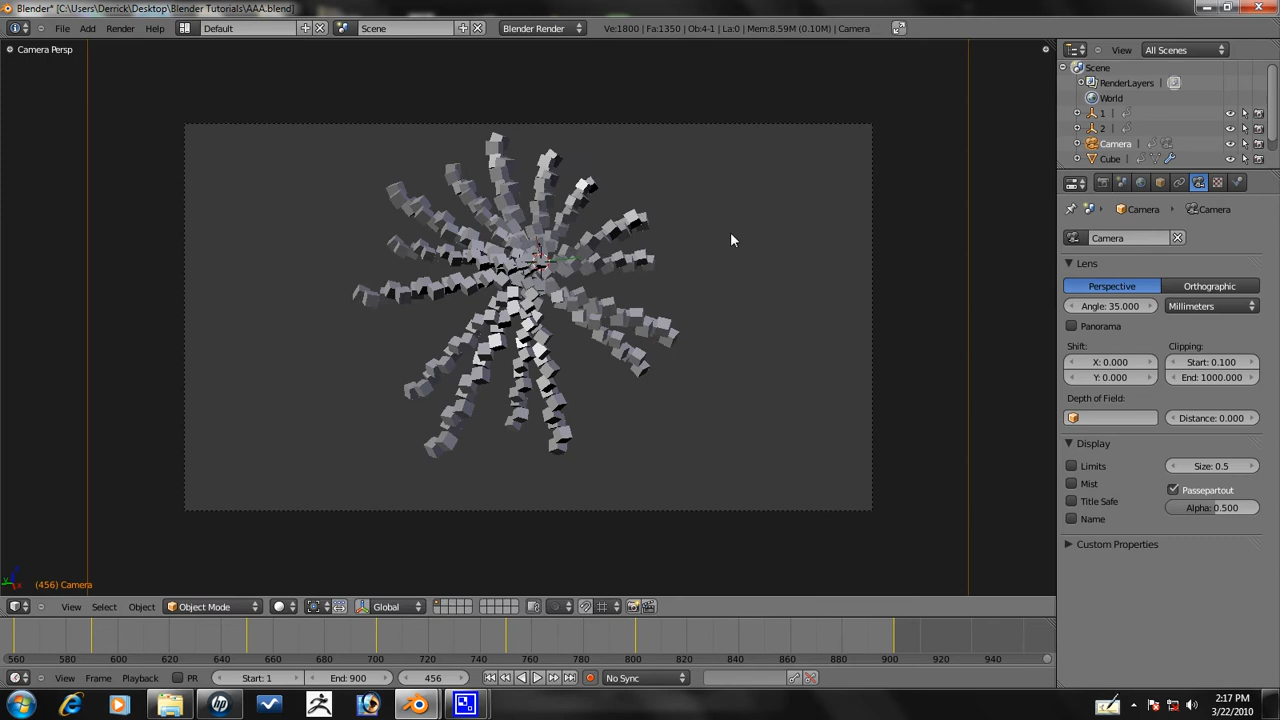 Blender* [C:\Users\Derrick\Desktop\Blender Tutorials\AAA.blend]
File Add Render Help Default Scene Blender Render Ve:1800 | Fa:1350 | Ob:4-1 | La:0 | Mem:8.59M (0.10M) | Camera
Camera Persp
View All Scenes
Scene
RenderLayers
World
1
2
Camera
Cube
Camera Camera
Camera
Lens
Perspective Orthographic
Angle: 35.000 Millimeters
Panorama
Shift: Clipping:
X: 0.000 Start: 0.100
Y: 0.000 End: 1000.000
Depth of Field:
Distance: 0.000
Display
Limits Size: 0.5
Mist Passepartout
Title Safe Alpha: 0.500
Name
Custom Properties
(456) Camera
View Select Object Object Mode Global
560 580 600 620 640 660 680 700 720 740 760 780 800 820 840 860 880 900 920 940
View Frame Playback PR Start: 1 End: 900 456 No Sync
2:17 PM
3/22/2010